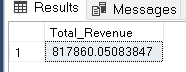 Results Messages
Total_Revenue
1 817860.05083847